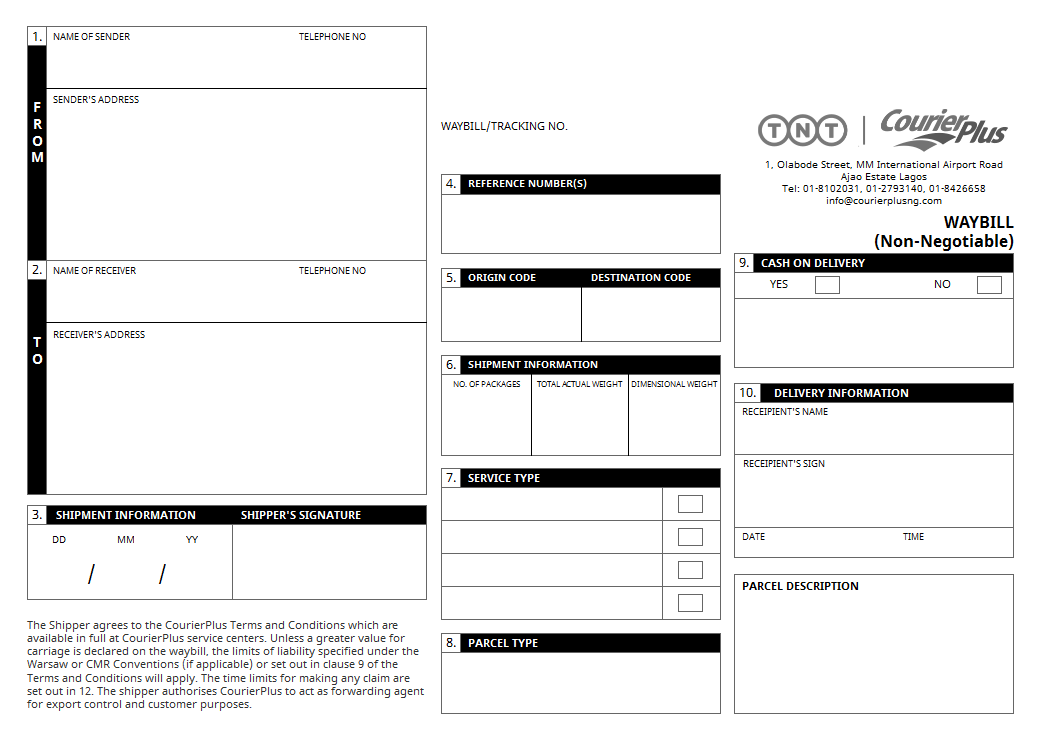 1. NAME OF SENDER TELEPHONE NO
FROM
SENDER'S ADDRESS
2. NAME OF RECEIVER TELEPHONE NO
TO
RECEIVER'S ADDRESS
3. SHIPMENT INFORMATION SHIPPER'S SIGNATURE
DD MM YY
/ /
The Shipper agrees to the CourierPlus Terms and Conditions which are
available in full at CourierPlus service centers. Unless a greater value for
carriage is declared on the waybill, the limits of liability specified under the
Warsaw or CMR Conventions (if applicable) or set out in clause 9 of the
Terms and Conditions will apply. The time limits for making any claim are
set out in 12. The shipper authorises CourierPlus to act as forwarding agent
for export control and customer purposes.
WAYBILL/TRACKING NO.
4. REFERENCE NUMBER(S)
5. ORIGIN CODE DESTINATION CODE
6. SHIPMENT INFORMATION
NO. OF PACKAGES TOTAL ACTUAL WEIGHT DIMENSIONAL WEIGHT
7. SERVICE TYPE
8. PARCEL TYPE
TNT | CourierPlus
1, Olabode Street, MM International Airport Road
Ajao Estate Lagos
Tel: 01-8102031, 01-2793140, 01-8426658
info@courierplusng.com
WAYBILL
(Non-Negotiable)
9. CASH ON DELIVERY
YES NO
10. DELIVERY INFORMATION
RECEIPIENT'S NAME
RECEIPIENT'S SIGN
DATE TIME
PARCEL DESCRIPTION